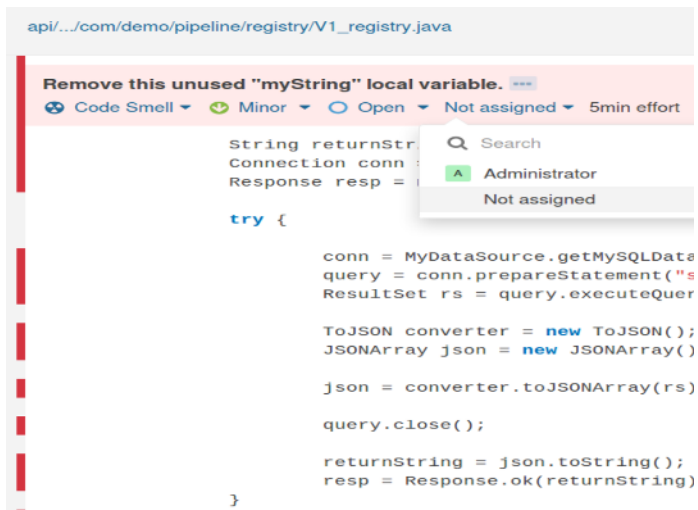 api/.../com/demo/pipeline/registry/V1_registry.java
Remove this unused "myString" local variable. ...
Code Smell Minor Open Not assigned 5min effort
Search
A Administrator
Not assigned
String returnStr
Connection conn
Response resp =
try {
conn = MyDataSource.getMySQLData
query = conn.prepareStatement("s
ResultSet rs = query.executeQuer
ToJSON converter = new ToJSON();
JSONArray json = new JSONArray()
json = converter.toJSONArray(rs)
query.close();
returnString = json.toString();
resp = Response.ok(returnString)
}